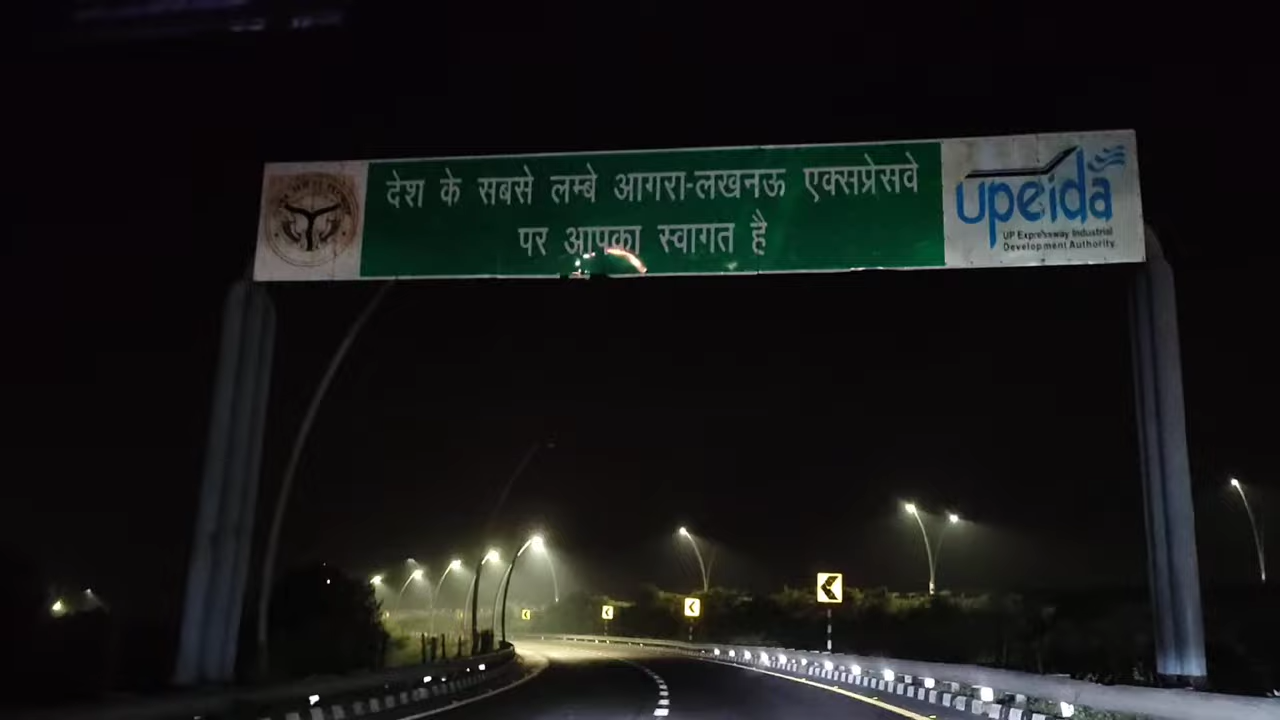 देश के सबसे लम्बे आगरा-लखनऊ एक्सप्रेसवे
पर आपका स्वागत है
upeida
UP Expressway Industrial
Development Authority